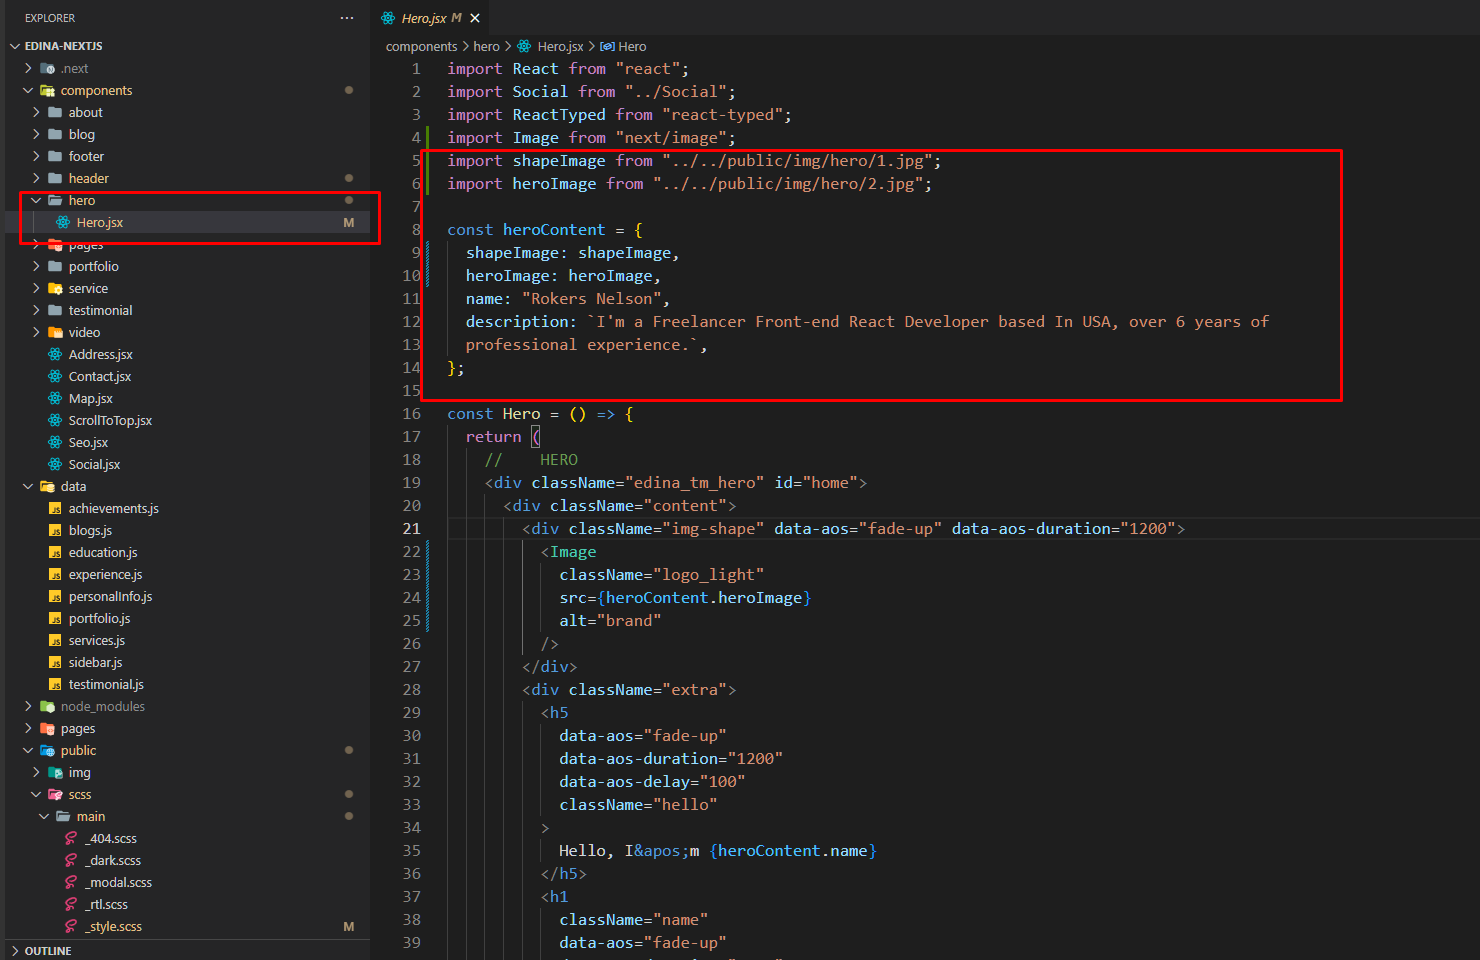 EXPLORER
EDINA-NEXTJS
.next
components
about
blog
footer
header
hero
Hero.jsx M
pages
portfolio
service
testimonial
video
Address.jsx
Contact.jsx
Map.jsx
ScrollToTop.jsx
Seo.jsx
Social.jsx
data
achievements.js
blogs.js
education.js
experience.js
personalInfo.js
portfolio.js
services.js
sidebar.js
testimonial.js
node_modules
pages
public
img
scss
main
_404.scss
_dark.scss
_modal.scss
_rtl.scss
_style.scss M
OUTLINE
Hero.jsx M
components > hero > Hero.jsx > Hero
1 import React from "react";
2 import Social from "../Social";
3 import ReactTyped from "react-typed";
4 import Image from "next/image";
5 import shapeImage from "../../public/img/hero/1.jpg";
6 import heroImage from "../../public/img/hero/2.jpg";
7
8 const heroContent = {
9 shapeImage: shapeImage,
10 heroImage: heroImage,
11 name: "Rokers Nelson",
12 description: `I'm a Freelancer Front-end React Developer based In USA, over 6 years of
13 professional experience.`,
14 };
15
16 const Hero = () => {
17 return (
18 // HERO
19 <div className="edina_tm_hero" id="home">
20 <div className="content">
21 <div className="img-shape" data-aos="fade-up" data-aos-duration="1200">
22 <Image
23 className="logo_light"
24 src={heroContent.heroImage}
25 alt="brand"
26 />
27 </div>
28 <div className="extra">
29 <h5
30 data-aos="fade-up"
31 data-aos-duration="1200"
32 data-aos-delay="100"
33 className="hello"
34 >
35 Hello, I&apos;m {heroContent.name}
36 </h5>
37 <h1
38 className="name"
39 data-aos="fade-up"